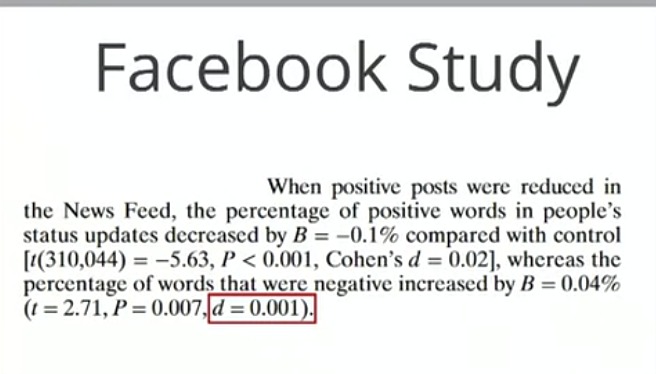 Facebook Study
When positive posts were reduced in
the News Feed, the percentage of positive words in people's
status updates decreased by B = −0.1% compared with control
[t(310,044) = −5.63, P < 0.001, Cohen's d = 0.02], whereas the
percentage of words that were negative increased by B = 0.04%
(t = 2.71, P = 0.007, d = 0.001).